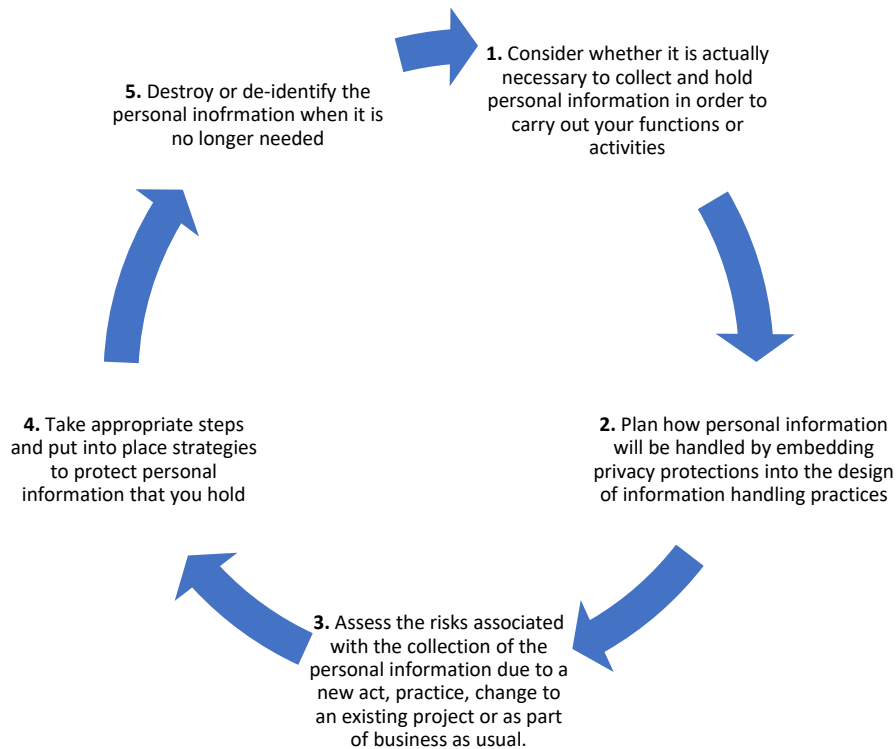 1. Consider whether it is actually
necessary to collect and hold
personal information in order to
carry out your functions or
activities
2. Plan how personal information
will be handled by embedding
privacy protections into the design
of information handling practices
3. Assess the risks associated
with the collection of the
personal information due to a
new act, practice, change to
an existing project or as part
of business as usual.
4. Take appropriate steps
and put into place strategies
to protect personal
information that you hold
5. Destroy or de-identify the
personal inofrmation when it is
no longer needed